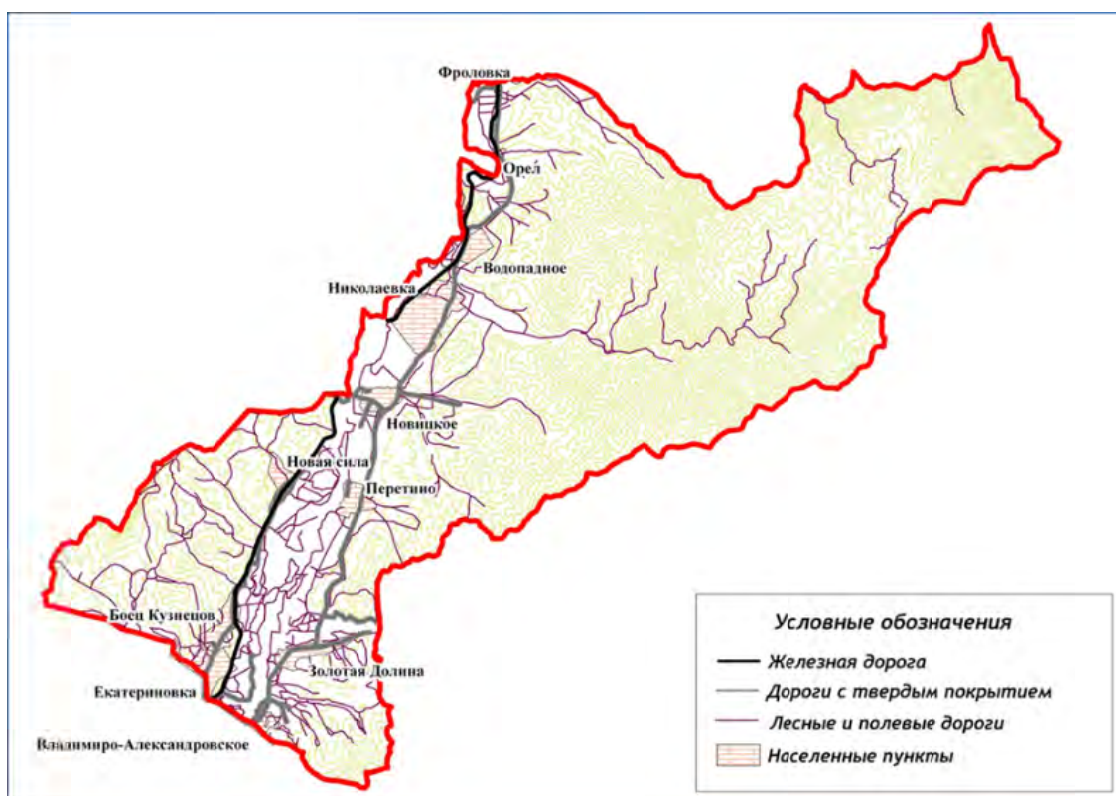 Фроловка
Орел
Водопадное
Николаевка
Новицкое
Новая сила
Перетино
Боец Кузнецов
Золотая Долина
Екатериновка
Владимиро-Александровское
Условные обозначения
Железная дорога
Дороги с твердым покрытием
Лесные и полевые дороги
Населенные пункты